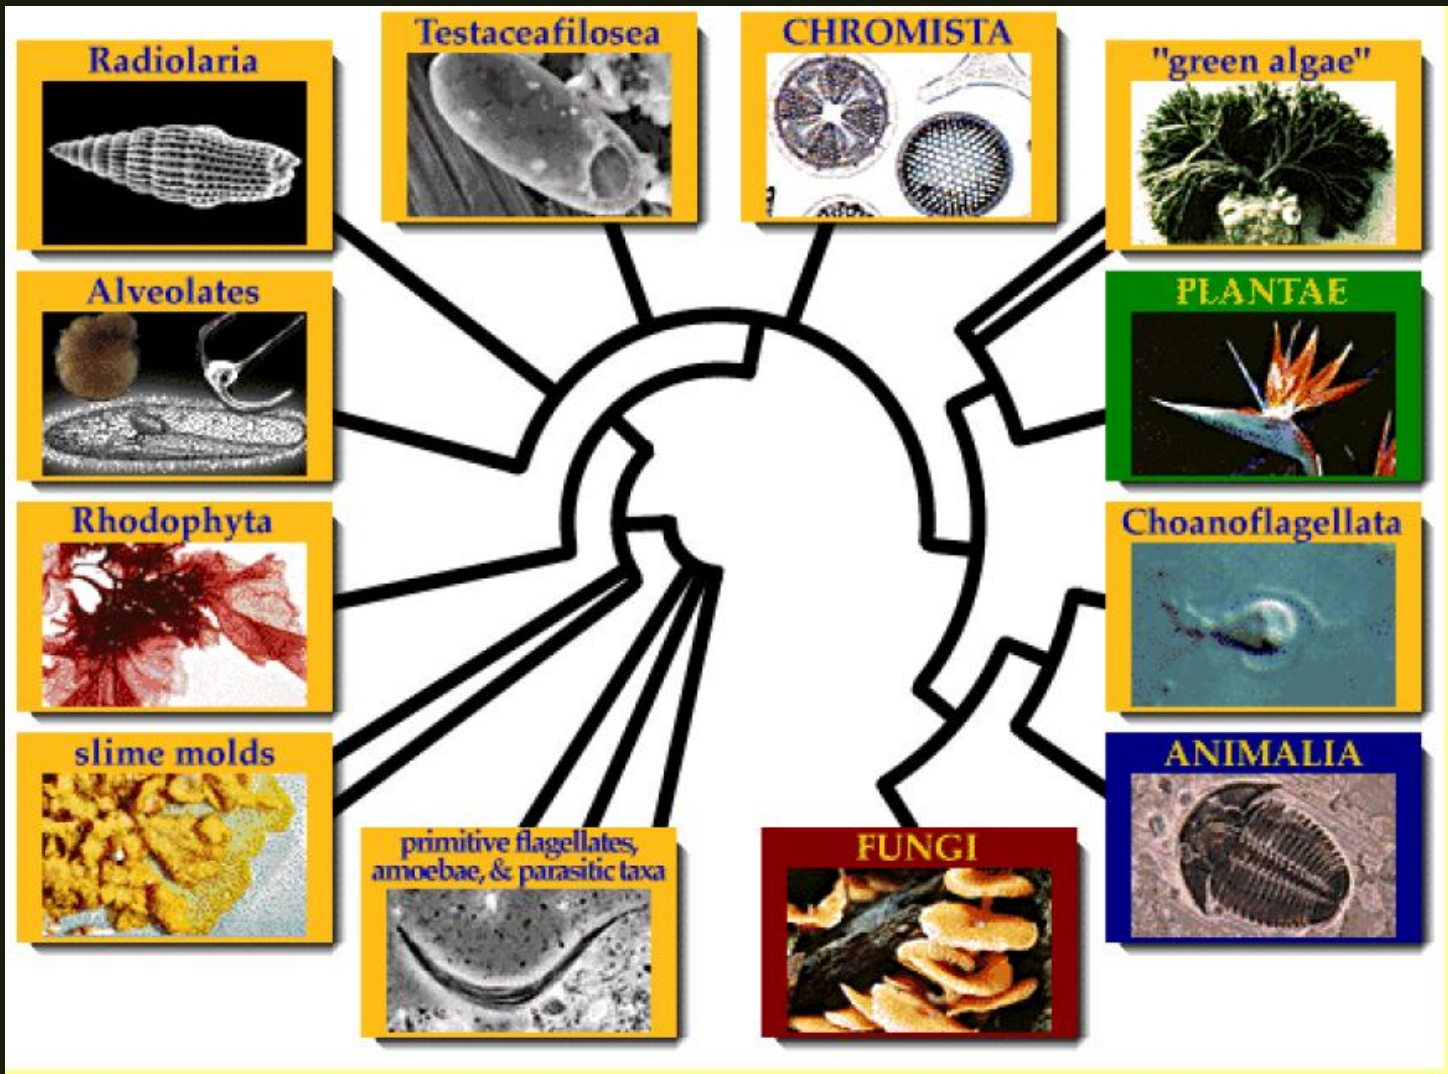 Radiolaria
Testaceafilosea
CHROMISTA
"green algae"
Alveolates
PLANTAE
Rhodophyta
Choanoflagellata
slime molds
ANIMALIA
primitive flagellates,
amoebae, & parasitic taxa
FUNGI